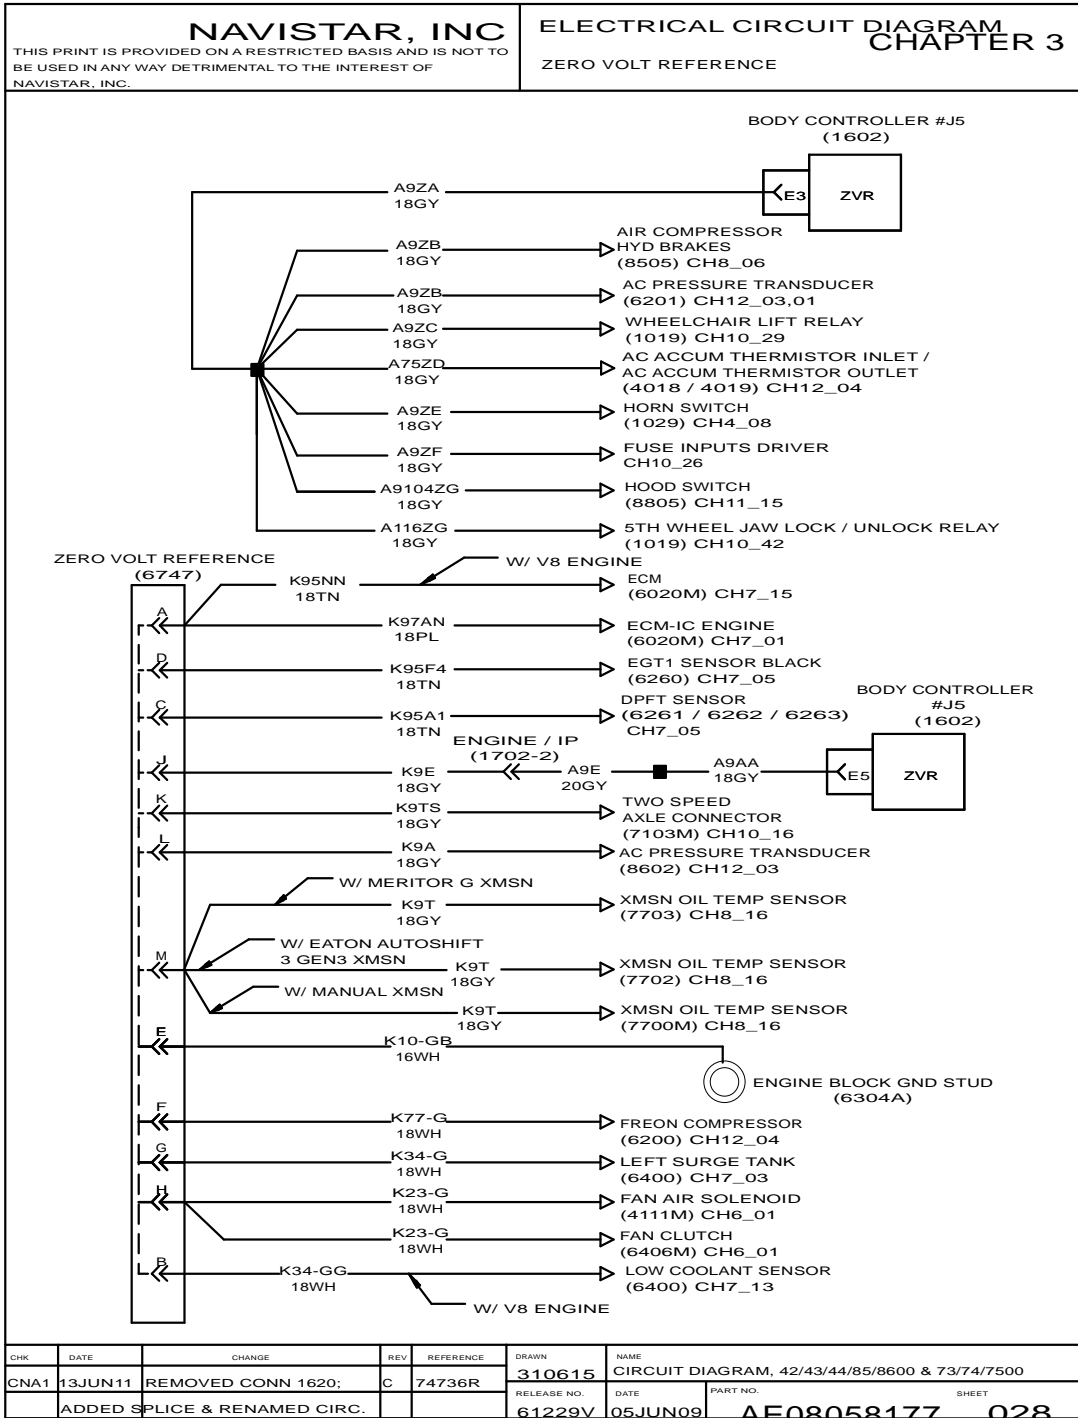 NAVISTAR, INC
THIS PRINT IS PROVIDED ON A RESTRICTED BASIS AND IS NOT TO
BE USED IN ANY WAY DETRIMENTAL TO THE INTEREST OF
NAVISTAR, INC.
ELECTRICAL CIRCUIT DIAGRAM
CHAPTER 3
ZERO VOLT REFERENCE
BODY CONTROLLER #J5
(1602)
E3
ZVR
A9ZA
18GY
A9ZB
18GY
AIR COMPRESSOR
HYD BRAKES
(8505) CH8_06
A9ZB
18GY
AC PRESSURE TRANSDUCER
(6201) CH12_03,01
A9ZC
18GY
WHEELCHAIR LIFT RELAY
(1019) CH10_29
A75ZD
18GY
AC ACCUM THERMISTOR INLET /
AC ACCUM THERMISTOR OUTLET
(4018 / 4019) CH12_04
A9ZE
18GY
HORN SWITCH
(1029) CH4_08
A9ZF
18GY
FUSE INPUTS DRIVER
CH10_26
A9104ZG
18GY
HOOD SWITCH
(8805) CH11_15
A116ZG
18GY
5TH WHEEL JAW LOCK / UNLOCK RELAY
(1019) CH10_42
ZERO VOLT REFERENCE
(6747)
W/ V8 ENGINE
K95NN
18TN
ECM
(6020M) CH7_15
A
K97AN
18PL
ECM-IC ENGINE
(6020M) CH7_01
D
K95F4
18TN
EGT1 SENSOR BLACK
(6260) CH7_05
C
K95A1
18TN
DPFT SENSOR
(6261 / 6262 / 6263)
CH7_05
BODY CONTROLLER
#J5
(1602)
E5
ZVR
ENGINE / IP
(1702-2)
J
K9E
18GY
A9E
20GY
A9AA
18GY
K
K9TS
18GY
TWO SPEED
AXLE CONNECTOR
(7103M) CH10_16
L
K9A
18GY
AC PRESSURE TRANSDUCER
(8602) CH12_03
W/ MERITOR G XMSN
K9T
18GY
XMSN OIL TEMP SENSOR
(7703) CH8_16
W/ EATON AUTOSHIFT
3 GEN3 XMSN
M
K9T
18GY
XMSN OIL TEMP SENSOR
(7702) CH8_16
W/ MANUAL XMSN
K9T
18GY
XMSN OIL TEMP SENSOR
(7700M) CH8_16
E
K10-GB
16WH
ENGINE BLOCK GND STUD
(6304A)
F
K77-G
18WH
FREON COMPRESSOR
(6200) CH12_04
G
K34-G
18WH
LEFT SURGE TANK
(6400) CH7_03
H
K23-G
18WH
FAN AIR SOLENOID
(4111M) CH6_01
K23-G
18WH
FAN CLUTCH
(6406M) CH6_01
B
K34-GG
18WH
LOW COOLANT SENSOR
(6400) CH7_13
W/ V8 ENGINE
CHK DATE CHANGE REV REFERENCE
CNA1 13JUN11 REMOVED CONN 1620; C 74736R
ADDED SPLICE & RENAMED CIRC.
DRAWN
310615
NAME
CIRCUIT DIAGRAM, 42/43/44/85/8600 & 73/74/7500
RELEASE NO.
61229V
DATE
05JUN09
PART NO.
AE08058177
SHEET
028